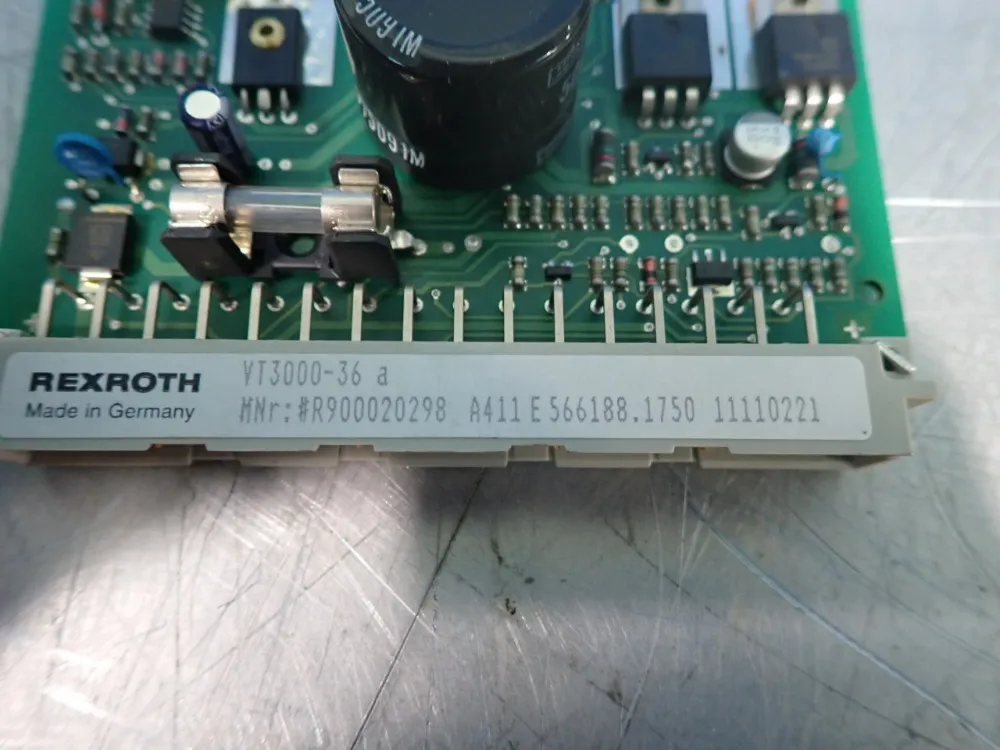 REXROTH
Made in Germany
VT3000-36 a
MNr:#R900020298 A411 E 566188.1750 11110221